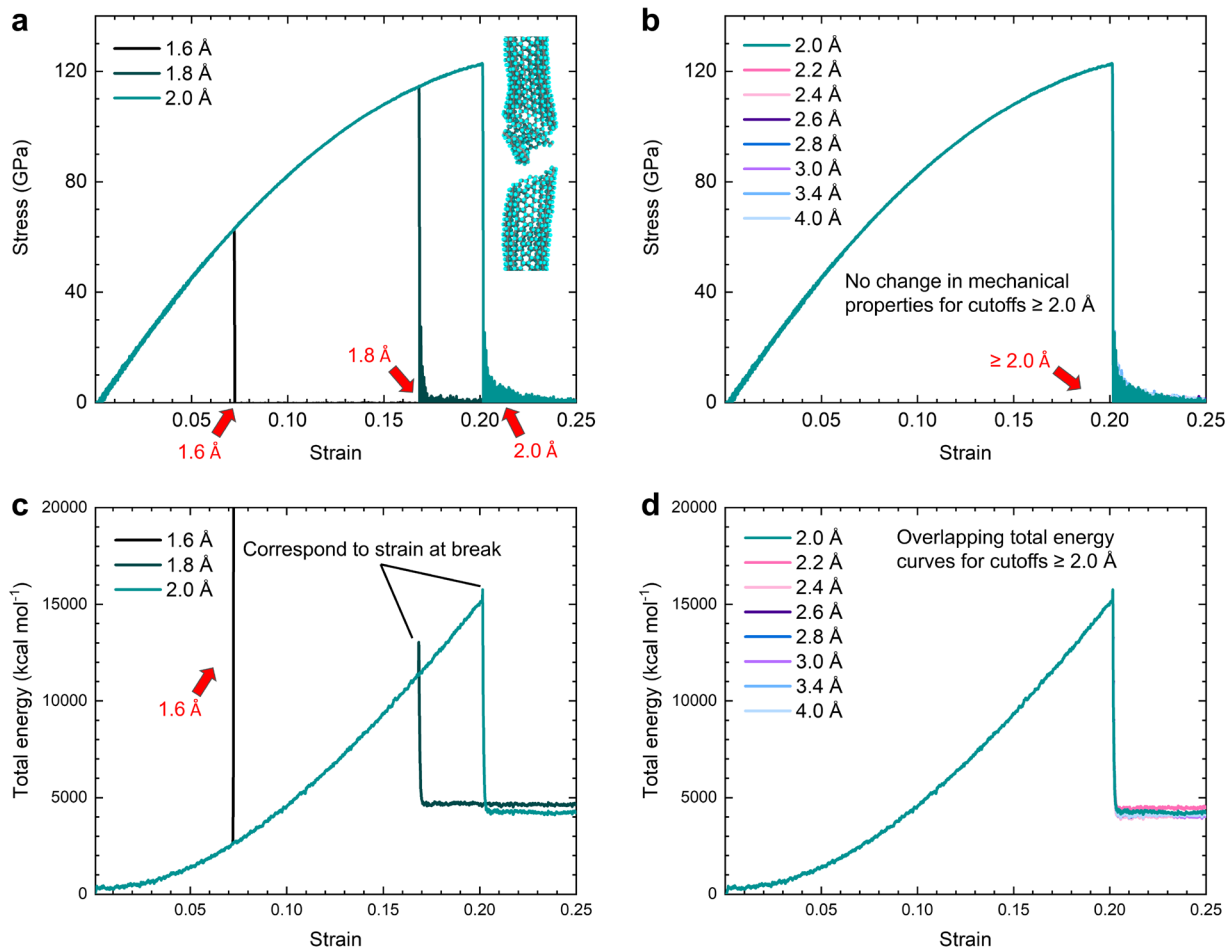 a
1.6 Å
1.8 Å
2.0 Å
120
80
40
0
Stress (GPa)
1.8 Å
1.6 Å
2.0 Å
0.05
0.10
0.15
0.20
0.25
Strain
b
2.0 Å
2.2 Å
2.4 Å
2.6 Å
2.8 Å
3.0 Å
3.4 Å
4.0 Å
120
80
40
0
Stress (GPa)
No change in mechanical
properties for cutoffs ≥ 2.0 Å
≥ 2.0 Å
0.05
0.10
0.15
0.20
0.25
Strain
c
20000
15000
10000
5000
0
Total energy (kcal mol⁻¹)
1.6 Å
1.8 Å
2.0 Å
Correspond to strain at break
1.6 Å
0.05
0.10
0.15
0.20
0.25
Strain
d
20000
15000
10000
5000
0
Total energy (kcal mol⁻¹)
2.0 Å
2.2 Å
2.4 Å
2.6 Å
2.8 Å
3.0 Å
3.4 Å
4.0 Å
Overlapping total energy
curves for cutoffs ≥ 2.0 Å
0.05
0.10
0.15
0.20
0.25
Strain